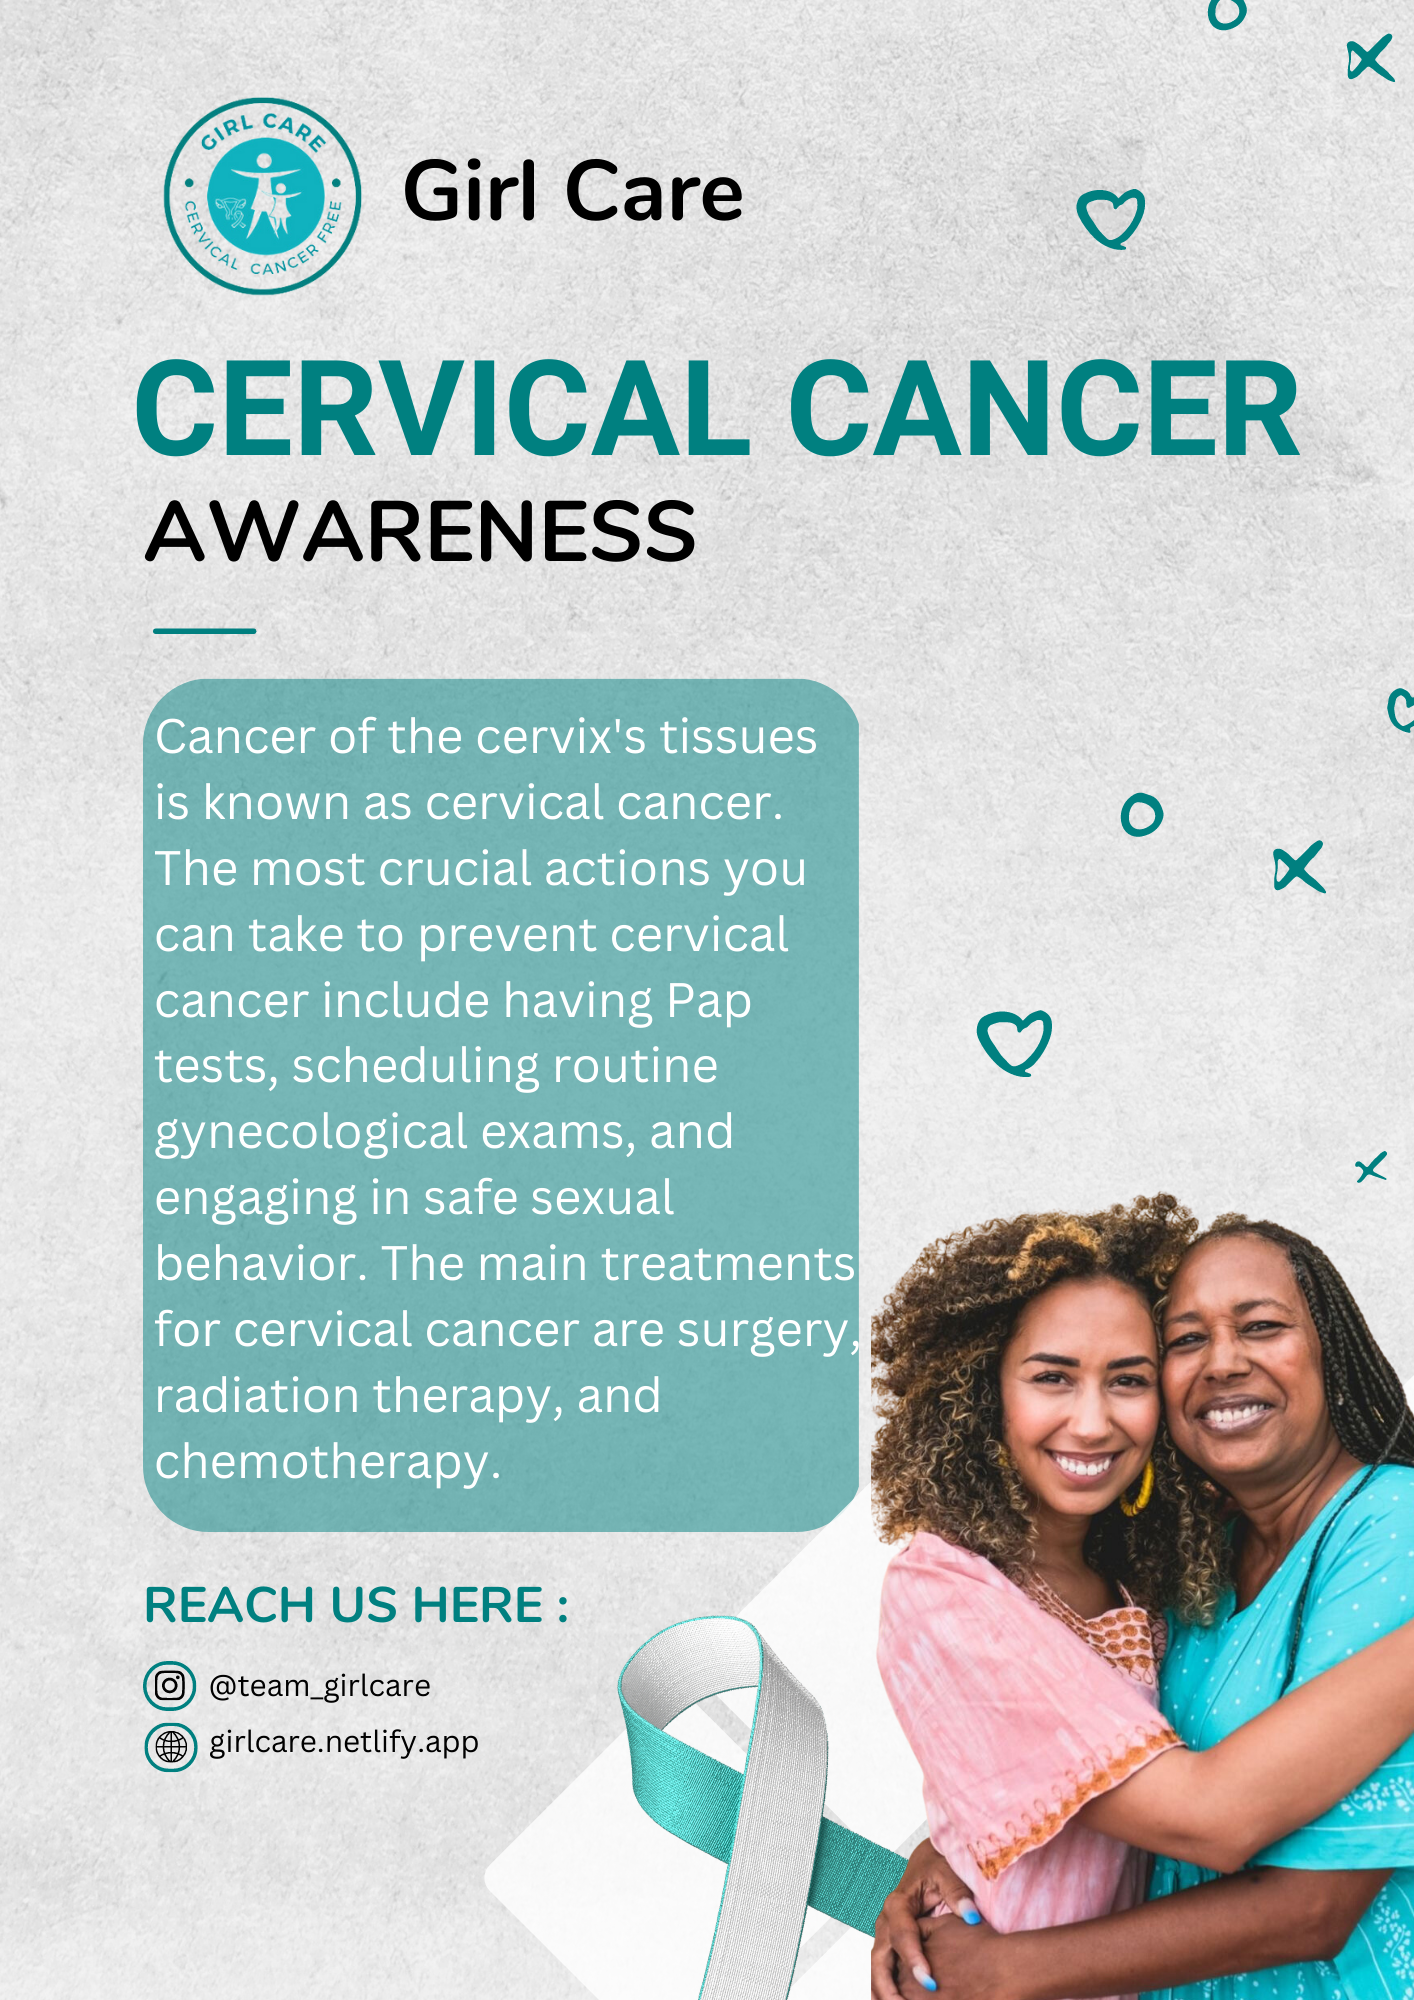 GIRL CARE
CERVICAL CANCER FREE
Girl Care
CERVICAL CANCER
AWARENESS
Cancer of the cervix's tissues
is known as cervical cancer.
The most crucial actions you
can take to prevent cervical
cancer include having Pap
tests, scheduling routine
gynecological exams, and
engaging in safe sexual
behavior. The main treatments
for cervical cancer are surgery,
radiation therapy, and
chemotherapy.
REACH US HERE :
@team_girlcare
girlcare.netlify.app